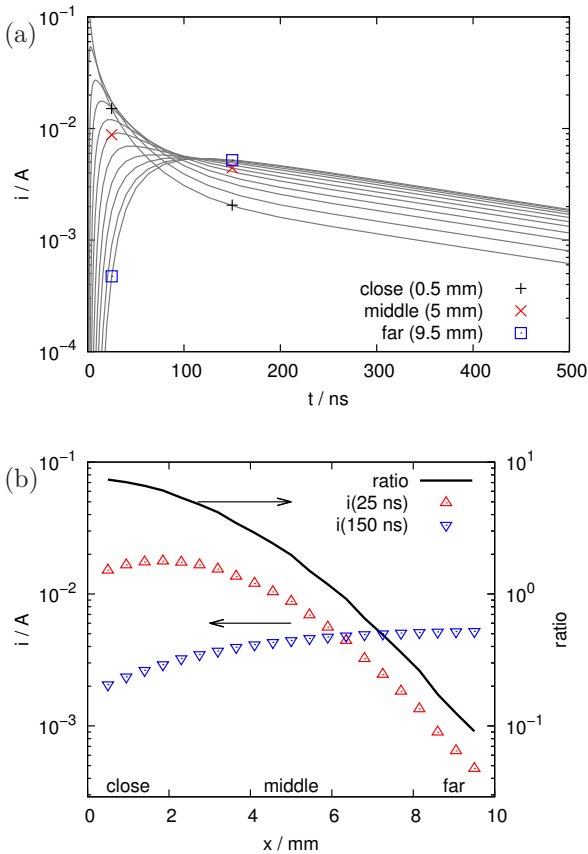 (a)
10^-1
10^-2
10^-3
10^-4
i / A
close (0.5 mm)
middle (5 mm)
far (9.5 mm)
0 100 200 300 400 500
t / ns
(b)
10^-1
10^-2
10^-3
i / A
ratio
i(25 ns)
i(150 ns)
10^1
10^0
10^-1
ratio
close middle far
0 2 4 6 8 10
x / mm